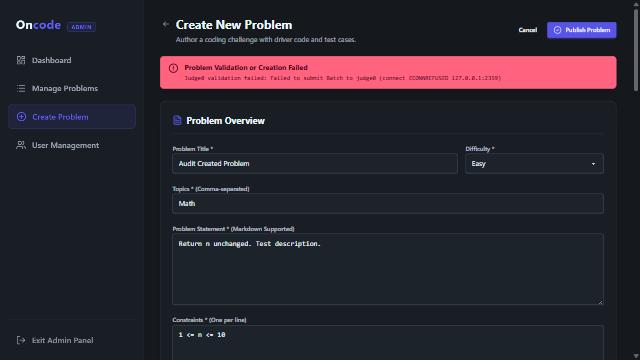 Oncode ADMIN
Dashboard
Manage Problems
Create Problem
User Management
Exit Admin Panel
← Create New Problem
Author a coding challenge with driver code and test cases.
Cancel
Publish Problem
Problem Validation or Creation Failed
Judge0 validation failed: Failed to submit Batch to judge0 (connect ECONNREFUSED 127.0.0.1:2359)
Problem Overview
Problem Title *
Audit Created Problem
Difficulty *
Easy
Topics * (Comma-separated)
Math
Problem Statement * (Markdown Supported)
Return n unchanged. Test description.
Constraints * (One per line)
1 <= n <= 10